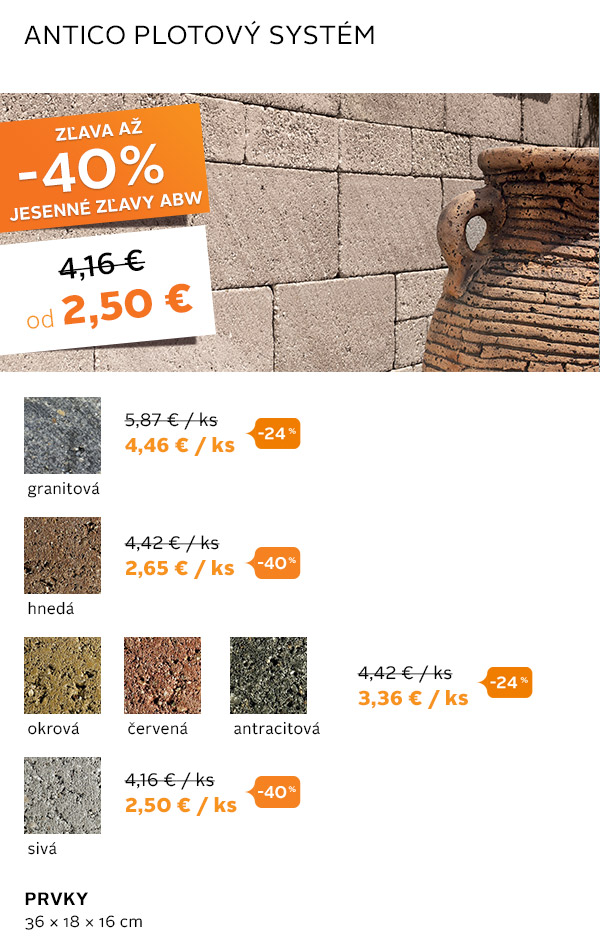 ANTICO PLOTOVÝ SYSTÉM
ZĽAVA AŽ
-40%
JESENNÉ ZĽAVY ABW
4,16 €
od 2,50 €
5,87 € / ks
4,46 € / ks
-24%
granitová
4,42 € / ks
2,65 € / ks
-40%
hnedá
4,42 € / ks
3,36 € / ks
-24%
okrová červená antracitová
4,16 € / ks
2,50 € / ks
-40%
sivá
PRVKY
36 × 18 × 16 cm